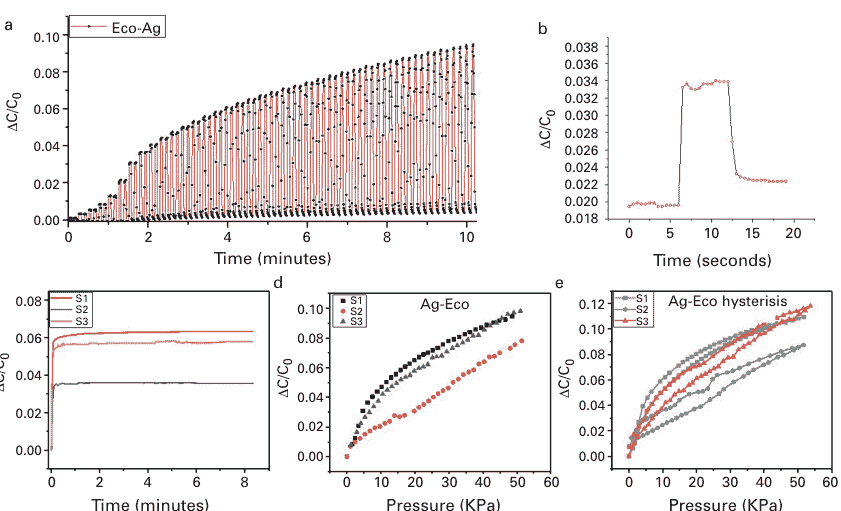 a
Eco-Ag
0.10
0.08
0.06
0.04
0.02
0.00
ΔC/C0
0 2 4 6 8 10
Time (minutes)
b
0.038
0.036
0.034
0.032
0.030
0.028
0.026
0.024
0.022
0.020
0.018
ΔC/C0
0 5 10 15 20
Time (seconds)
S1
S2
S3
0.08
0.06
0.04
0.02
0.00
ΔC/C0
0 2 4 6 8
Time (minutes)
d
S1
S2
S3
Ag-Eco
0.10
0.08
0.06
0.04
0.02
0.00
ΔC/C0
0 10 20 30 40 50 60
Pressure (KPa)
e
S1
S2
S3
Ag-Eco hysterisis
0.12
0.10
0.08
0.06
0.04
0.02
0.00
ΔC/C0
0 10 20 30 40 50 60
Pressure (KPa)